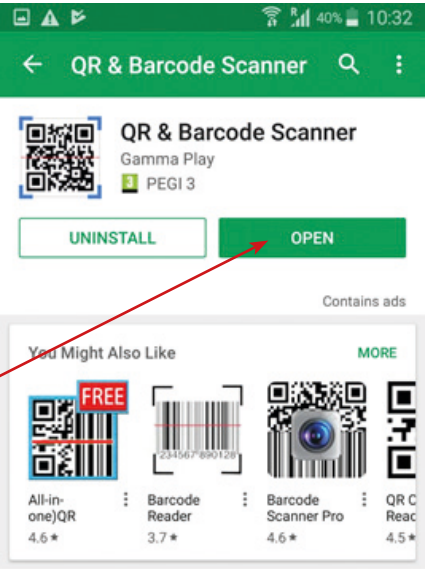 40% 10:32
QR & Barcode Scanner
QR & Barcode Scanner
Gamma Play
3 PEGI 3
UNINSTALL OPEN
Contains ads
You Might Also Like MORE
FREE
234567 890128
All-in-
one)QR
4.6★
Barcode
Reader
3.7★
Barcode
Scanner Pro
4.6★
QR C
Reac
4.5★